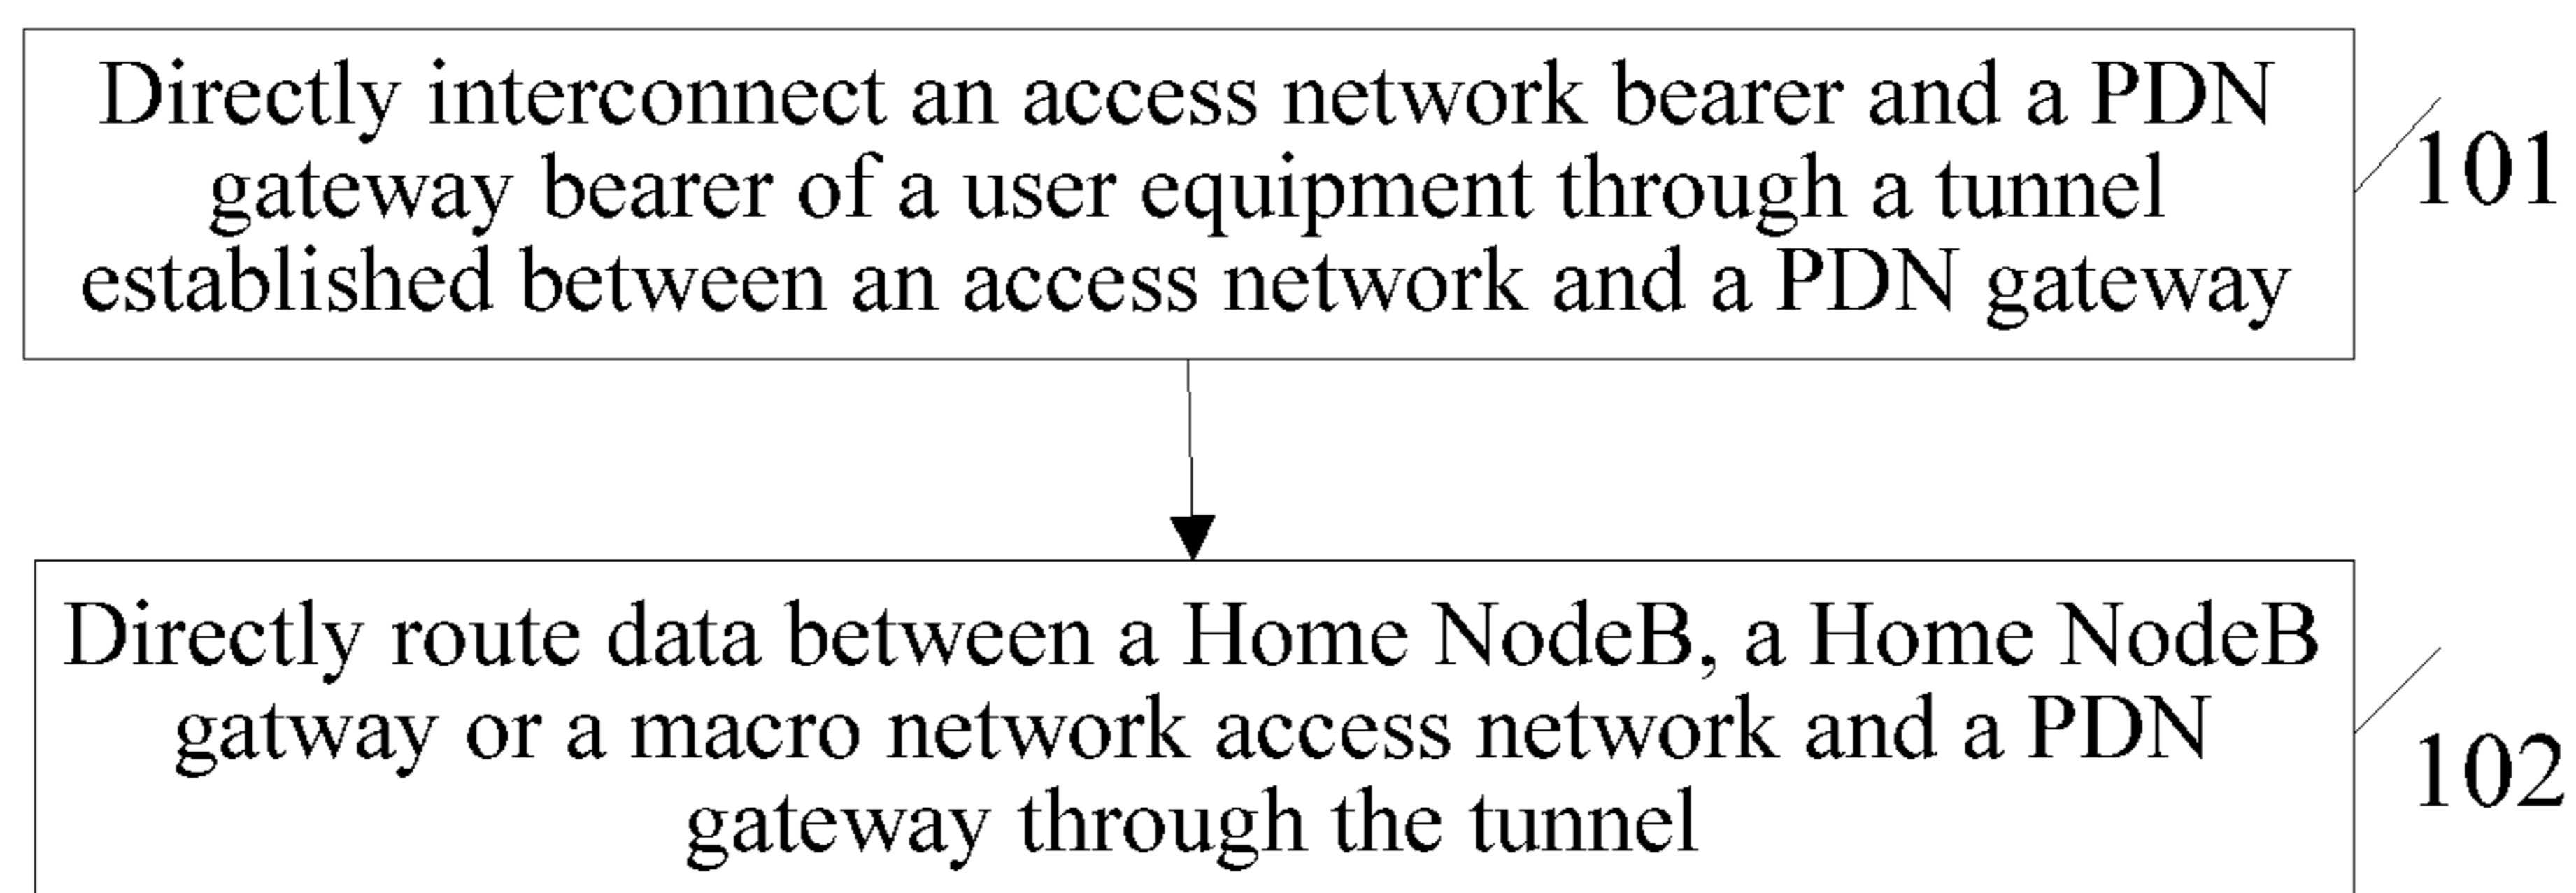 Directly interconnect an access network bearer and a PDN
gateway bearer of a user equipment through a tunnel
established between an access network and a PDN gateway
101
Directly route data between a Home NodeB, a Home NodeB
gatway or a macro network access network and a PDN
gateway through the tunnel
102